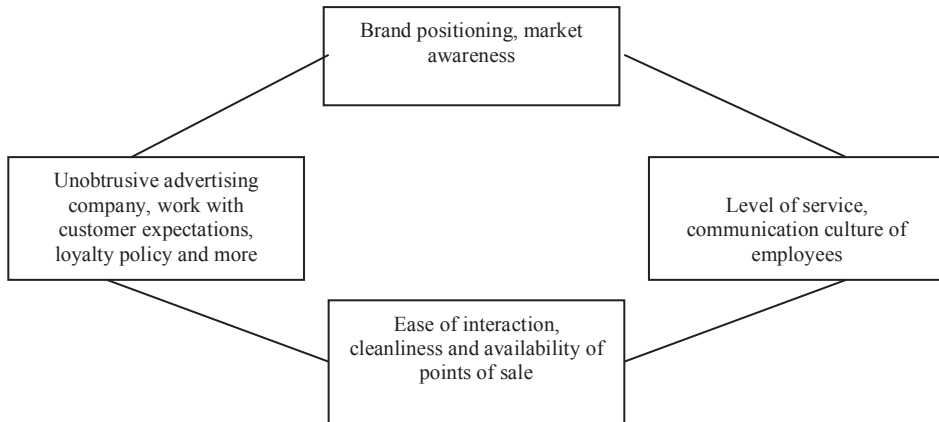 Brand positioning, market
awareness
Unobtrusive advertising
company, work with
customer expectations,
loyalty policy and more
Level of service,
communication culture of
employees
Ease of interaction,
cleanliness and availability of
points of sale